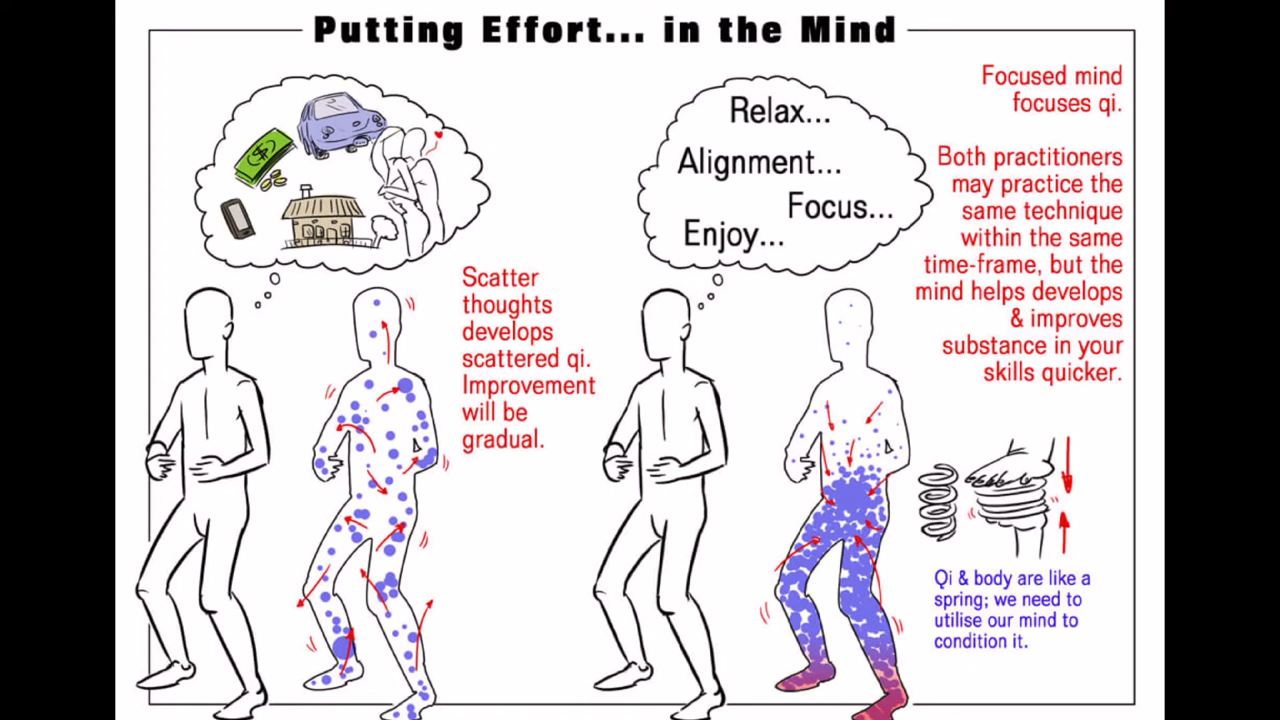 Putting Effort... in the Mind
Relax...
Alignment...
Focus...
Enjoy...
Focused mind
focuses qi.
Both practitioners
may practice the
same technique
within the same
time-frame, but the
mind helps develops
& improves
substance in your
skills quicker.
Scatter
thoughts
develops
scattered qi.
Improvement
will be
gradual.
Qi & body are like a
spring; we need to
utilise our mind to
condition it.